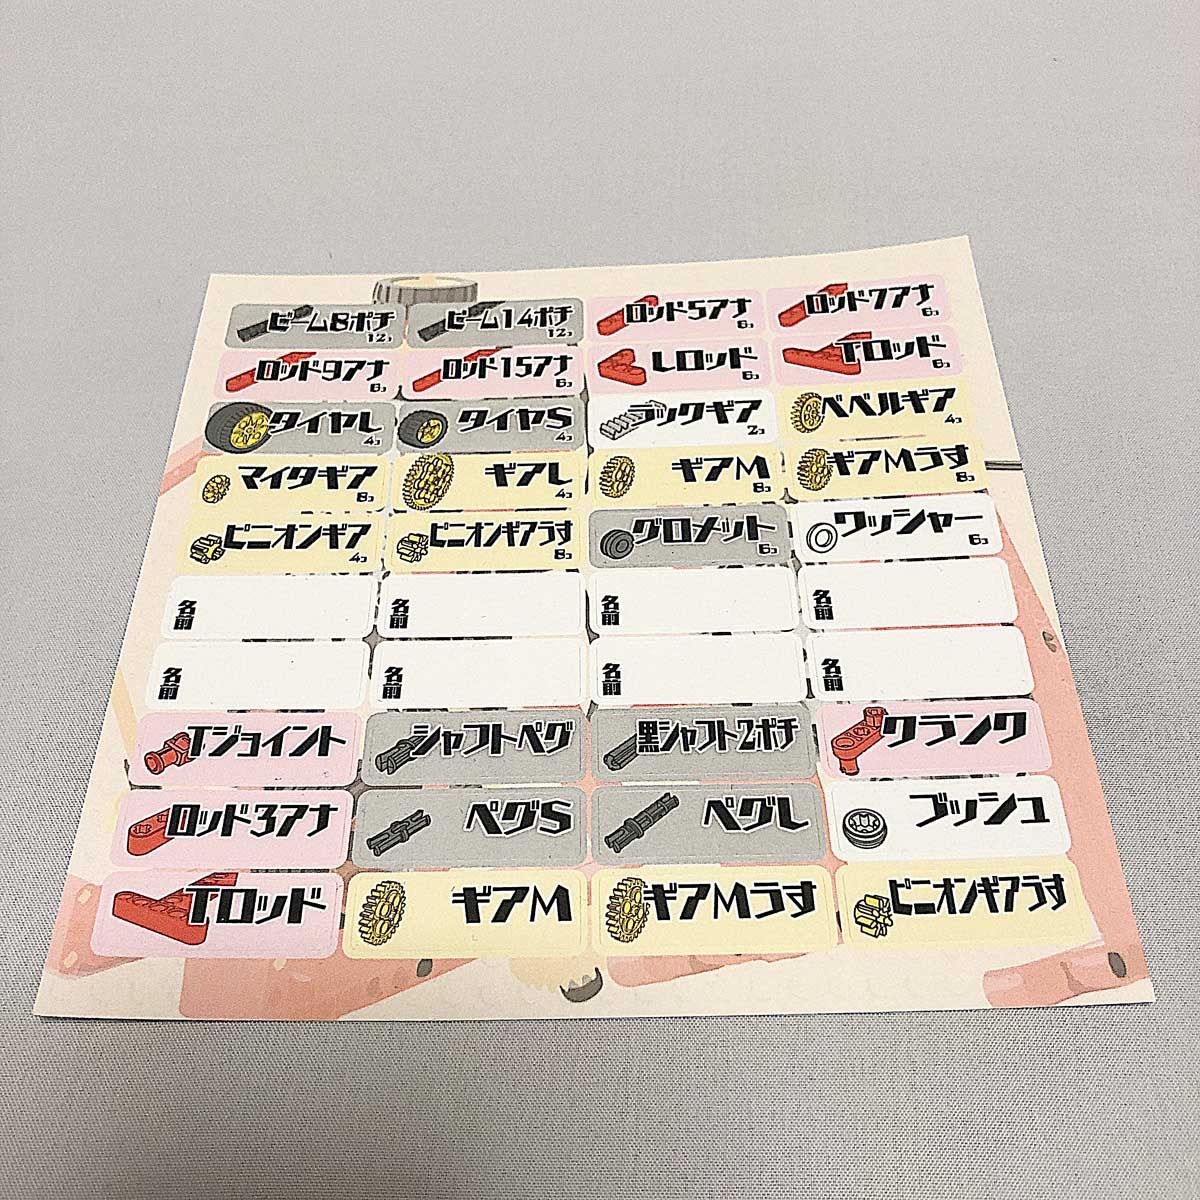 ビーム8ポチ
12コ
ビーム14ポチ
12コ
ロッド5アナ
6コ
ロッド7アナ
6コ
ロッド9アナ
6コ
ロッド15アナ
6コ
Lロッド
6コ
Tロッド
6コ
タイヤL
4コ
タイヤS
4コ
ラックギア
2コ
ベベルギア
4コ
マイタギア
8コ
ギアL
4コ
ギアM
8コ
ギアMうす
8コ
ピニオンギア
4コ
ピニオンギアうす
8コ
グロメット
6コ
ワッシャー
6コ
名前
名前
名前
名前
名前
名前
名前
名前
Tジョイント
シャフトペグ
黒シャフト2ポチ
クランク
ロッド3アナ
ペグS
ペグL
ブッシュ
Tロッド
ギアM
ギアMうす
ピニオンギアうす